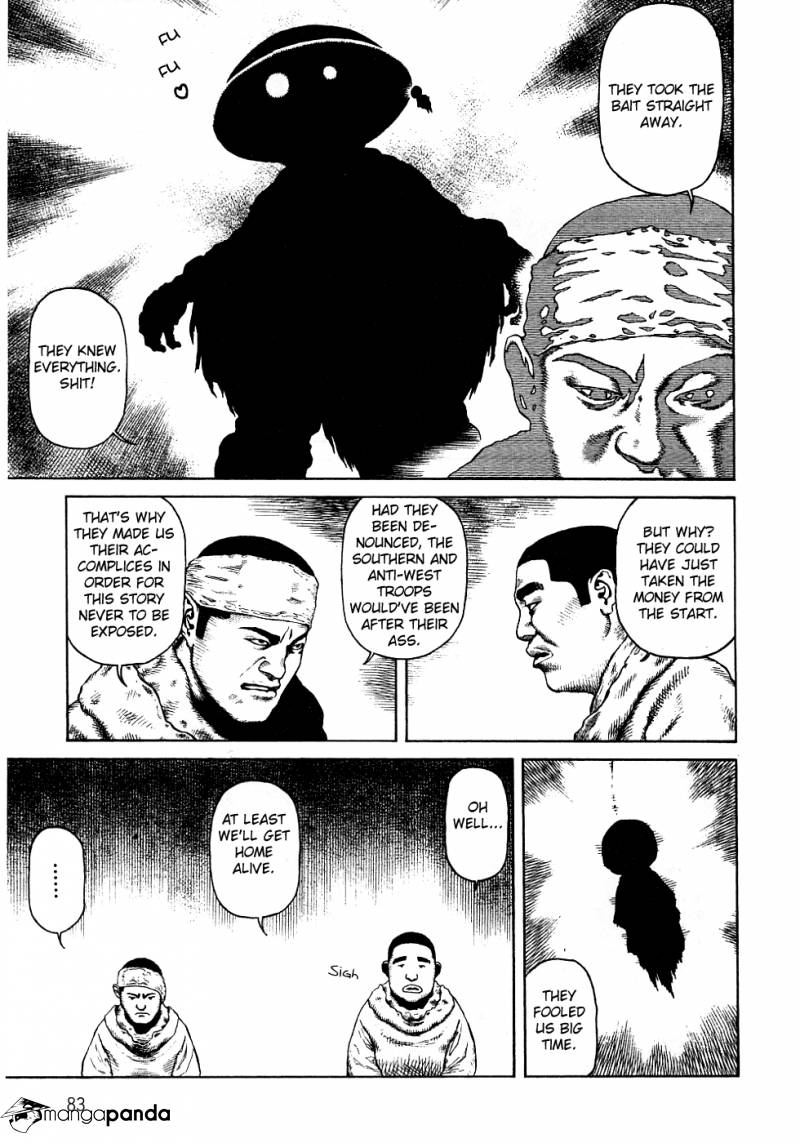 THEY TOOK THE
BAIT STRAIGHT
AWAY.
FU
FU
THEY KNEW
EVERYTHING.
SHIT!
BUT WHY?
THEY COULD
HAVE JUST
TAKEN THE
MONEY FROM
THE START.
HAD THEY
BEEN DE-
NOUNCED, THE
SOUTHERN AND
ANTI-WEST
TROOPS
WOULD'VE BEEN
AFTER THEIR
ASS.
THAT'S WHY
THEY MADE US
THEIR AC-
COMPLICES IN
ORDER FOR
THIS STORY
NEVER TO BE
EXPOSED.
THEY
FOOLED
US BIG
TIME.
OH
WELL...
SIGH
AT LEAST
WE'LL GET
HOME
ALIVE.
......
83
mangapanda